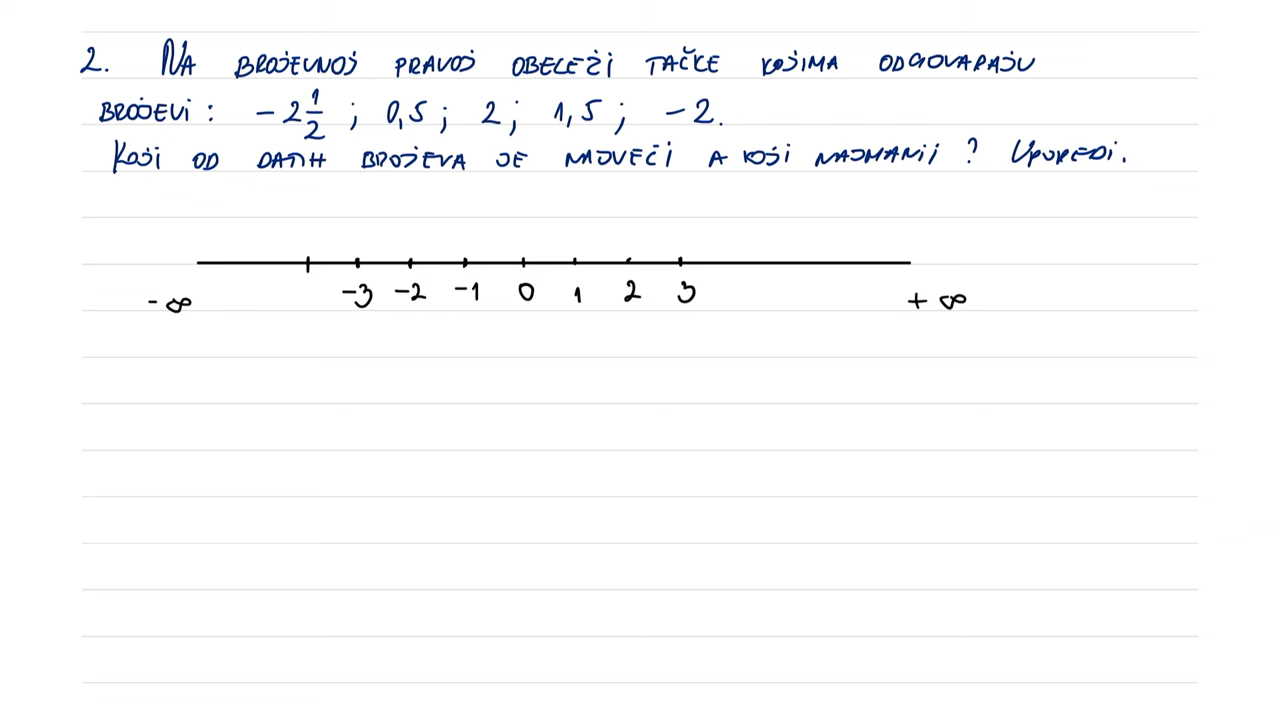 2. NA BROJEVNOJ PRAVOJ OBELEŽI TAČKE KOJIMA ODGOVARAJU
BROJEVI: -2 1/2 ; 0,5 ; 2 ; 1,5 ; -2.
KOJI OD DATIH BROJEVA JE NAJVEĆI A KOJI NAJMANJI? UPOREDI.
-3 -2 -1 0 1 2 3
-∞ +∞